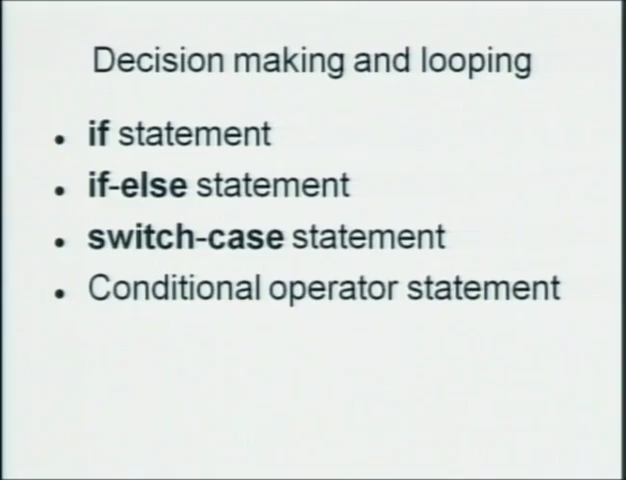 Decision making and looping
• if statement
• if-else statement
• switch-case statement
• Conditional operator statement